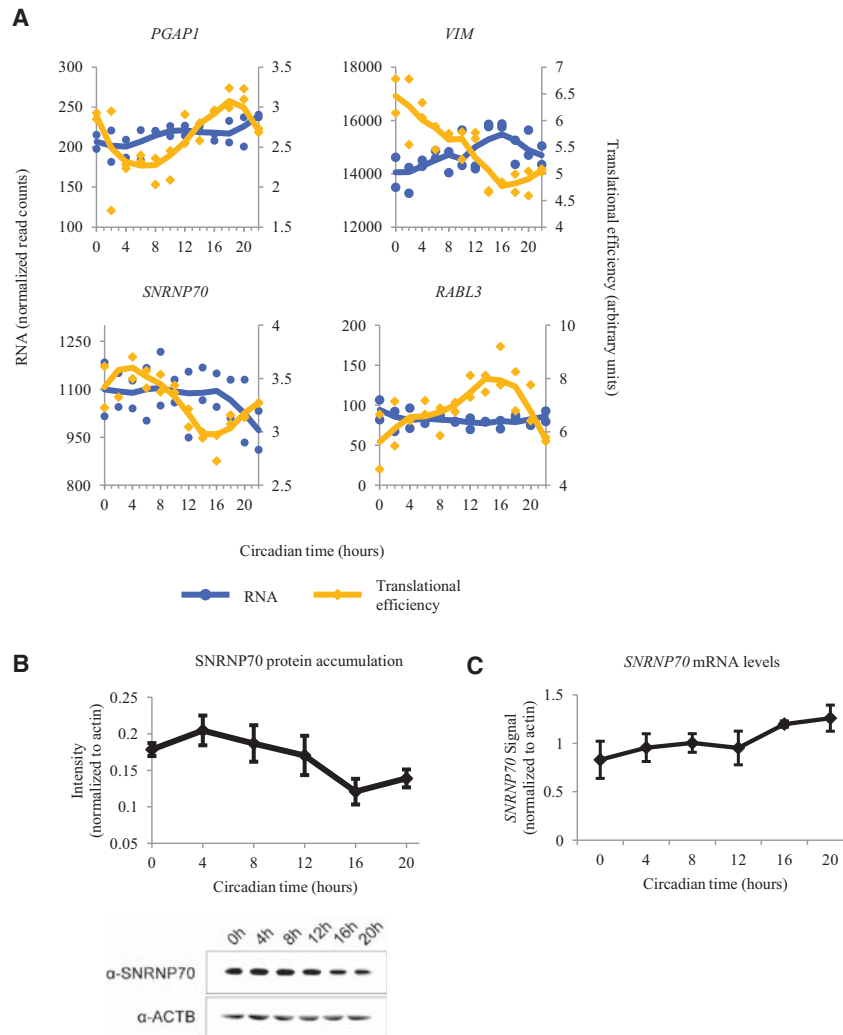 A
PGAP1
VIM
RNA (normalized read counts)
300
250
200
150
100
3.5
3
2.5
2
1.5
0 4 8 12 16 20
18000
16000
14000
12000
7
6.5
6
5.5
5
4.5
4
0 4 8 12 16 20
Translational efficiency (arbitrary units)
SNRNP70
RABL3
1250
1100
950
800
4
3.5
3
2.5
0 4 8 12 16 20
200
150
100
50
0
10
8
6
4
0 4 8 12 16 20
Circadian time (hours)
RNA
Translational
efficiency
B
SNRNP70 protein accumulation
Intensity
(normalized to actin)
0.25
0.2
0.15
0.1
0.05
0 4 8 12 16 20
Circadian time (hours)
0h 4h 8h 12h 16h 20h
α-SNRNP70
α-ACTB
C
SNRNP70 mRNA levels
SNRNP70 Signal
(normalized to actin)
1.5
1
0.5
0
0 4 8 12 16 20
Circadian time (hours)